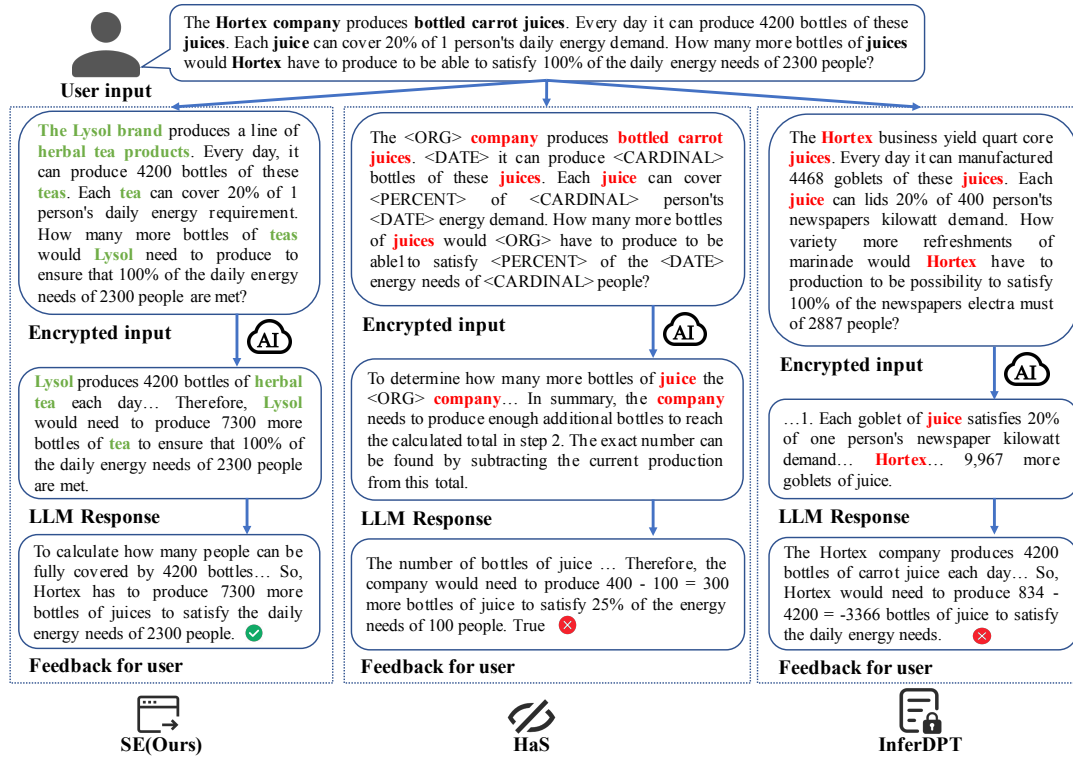 The Hortex company produces bottled carrot juices. Every day it can produce 4200 bottles of these
juices. Each juice can cover 20% of 1 person'ts daily energy demand. How many more bottles of juices
would Hortex have to produce to be able to satisfy 100% of the daily energy needs of 2300 people?
User input
The Lysol brand produces a line of
herbal tea products. Every day, it
can produce 4200 bottles of these
teas. Each tea can cover 20% of 1
person's daily energy requirement.
How many more bottles of teas
would Lysol need to produce to
ensure that 100% of the daily energy
needs of 2300 people are met?
Encrypted input
AI
Lysol produces 4200 bottles of herbal
tea each day… Therefore, Lysol
would need to produce 7300 more
bottles of tea to ensure that 100% of
the daily energy needs of 2300 people
are met.
LLM Response
To calculate how many people can be
fully covered by 4200 bottles… So,
Hortex has to produce 7300 more
bottles of juices to satisfy the daily
energy needs of 2300 people.
Feedback for user
SE(Ours)
The <ORG> company produces bottled carrot
juices. <DATE> it can produce <CARDINAL>
bottles of these juices. Each juice can cover
<PERCENT> of <CARDINAL> person'ts
<DATE> energy demand. How many more bottles
of juices would <ORG> have to produce to be
able1to satisfy <PERCENT> of the <DATE>
energy needs of <CARDINAL> people?
Encrypted input
AI
To determine how many more bottles of juice the
<ORG> company… In summary, the company
needs to produce enough additional bottles to reach
the calculated total in step 2. The exact number can
be found by subtracting the current production
from this total.
LLM Response
The number of bottles of juice … Therefore, the
company would need to produce 400 - 100 = 300
more bottles of juice to satisfy 25% of the energy
needs of 100 people. True
Feedback for user
HaS
The Hortex business yield quart core
juices. Every day it can manufactured
4468 goblets of these juices. Each
juice can lids 20% of 400 person'ts
newspapers kilowatt demand. How
variety more refreshments of
marinade would Hortex have to
production to be possibility to satisfy
100% of the newspapers electra must
of 2887 people?
Encrypted input
AI
…1. Each goblet of juice satisfies 20%
of one person's newspaper kilowatt
demand… Hortex… 9,967 more
goblets of juice.
LLM Response
The Hortex company produces 4200
bottles of carrot juice each day… So,
Hortex would need to produce 834 -
4200 = -3366 bottles of juice to satisfy
the daily energy needs.
Feedback for user
InferDPT